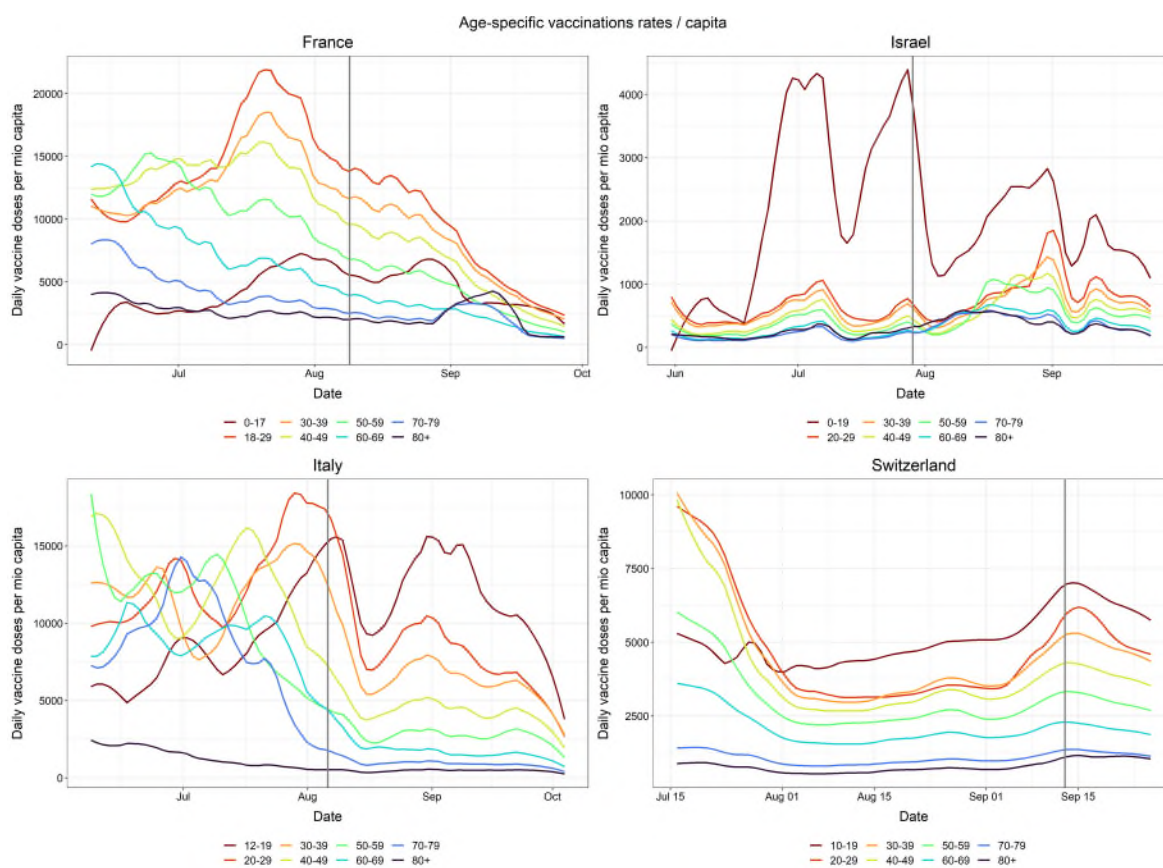 Age-specific vaccinations rates / capita
France
Daily vaccine doses per mio capita
20000
15000
10000
5000
0
Jul
Aug
Sep
Oct
Date
0-17
30-39
50-59
70-79
18-29
40-49
60-69
80+
Israel
Daily vaccine doses per mio capita
4000
3000
2000
1000
0
Jun
Jul
Aug
Sep
Date
0-19
30-39
50-59
70-79
20-29
40-49
60-69
80+
Italy
Daily vaccine doses per mio capita
15000
10000
5000
0
Jul
Aug
Sep
Oct
Date
12-19
30-39
50-59
70-79
20-29
40-49
60-69
80+
Switzerland
Daily vaccine doses per mio capita
10000
7500
5000
2500
Jul 15
Aug 01
Aug 15
Sep 01
Sep 15
Date
10-19
30-39
50-59
70-79
20-29
40-49
60-69
80+